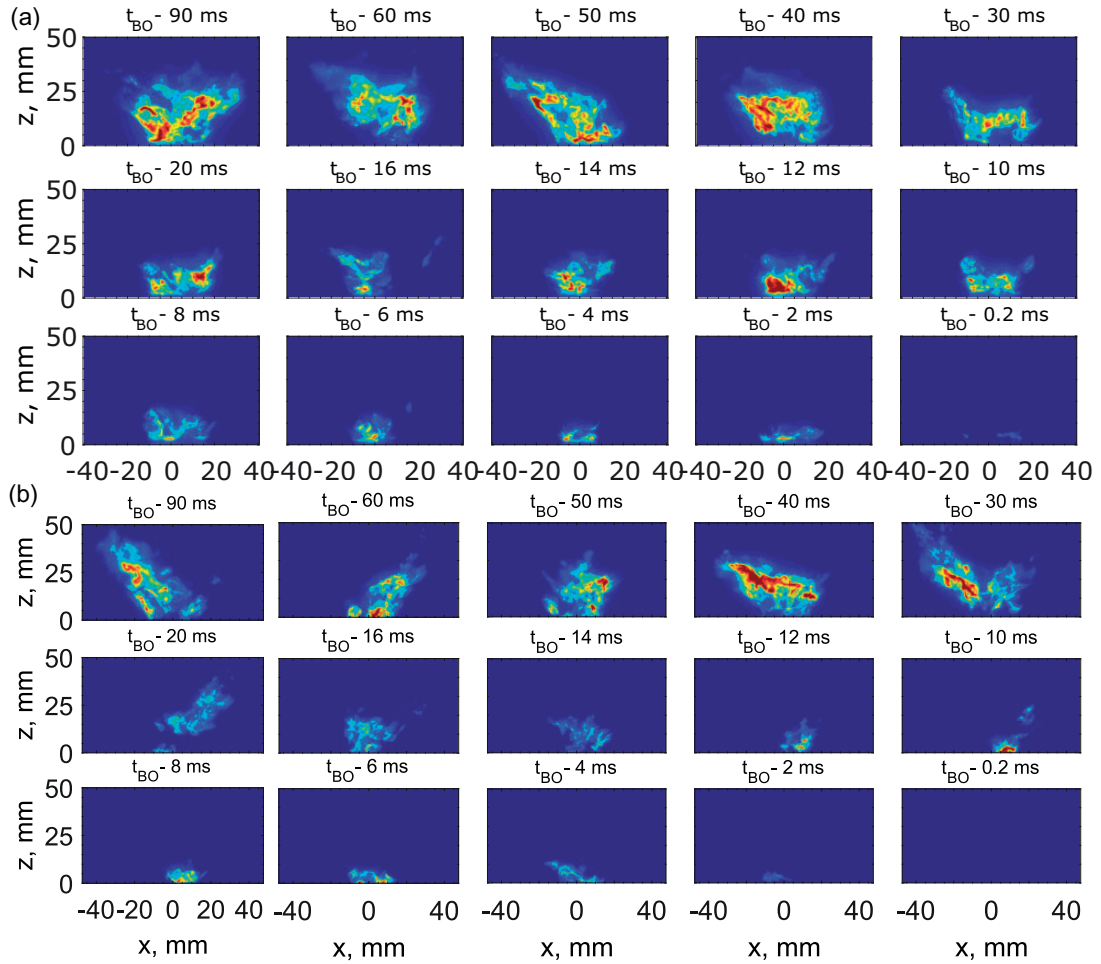 (a)
t_BO - 90 ms t_BO - 60 ms t_BO - 50 ms t_BO - 40 ms t_BO - 30 ms
50
25
0
z, mm
t_BO - 20 ms t_BO - 16 ms t_BO - 14 ms t_BO - 12 ms t_BO - 10 ms
50
25
0
z, mm
t_BO - 8 ms t_BO - 6 ms t_BO - 4 ms t_BO - 2 ms t_BO - 0.2 ms
50
25
0
z, mm
-40 -20 0 20 40 -40 -20 0 20 40 -40 -20 0 20 40 -40 -20 0 20 40 -40 -20 0 20 40
(b)
t_BO - 90 ms t_BO - 60 ms t_BO - 50 ms t_BO - 40 ms t_BO - 30 ms
50
25
0
z, mm
t_BO - 20 ms t_BO - 16 ms t_BO - 14 ms t_BO - 12 ms t_BO - 10 ms
50
25
0
z, mm
t_BO - 8 ms t_BO - 6 ms t_BO - 4 ms t_BO - 2 ms t_BO - 0.2 ms
50
25
0
z, mm
-40 -20 0 20 40 -40 0 40 -40 0 40 -40 0 40 -40 0 40
x, mm x, mm x, mm x, mm x, mm